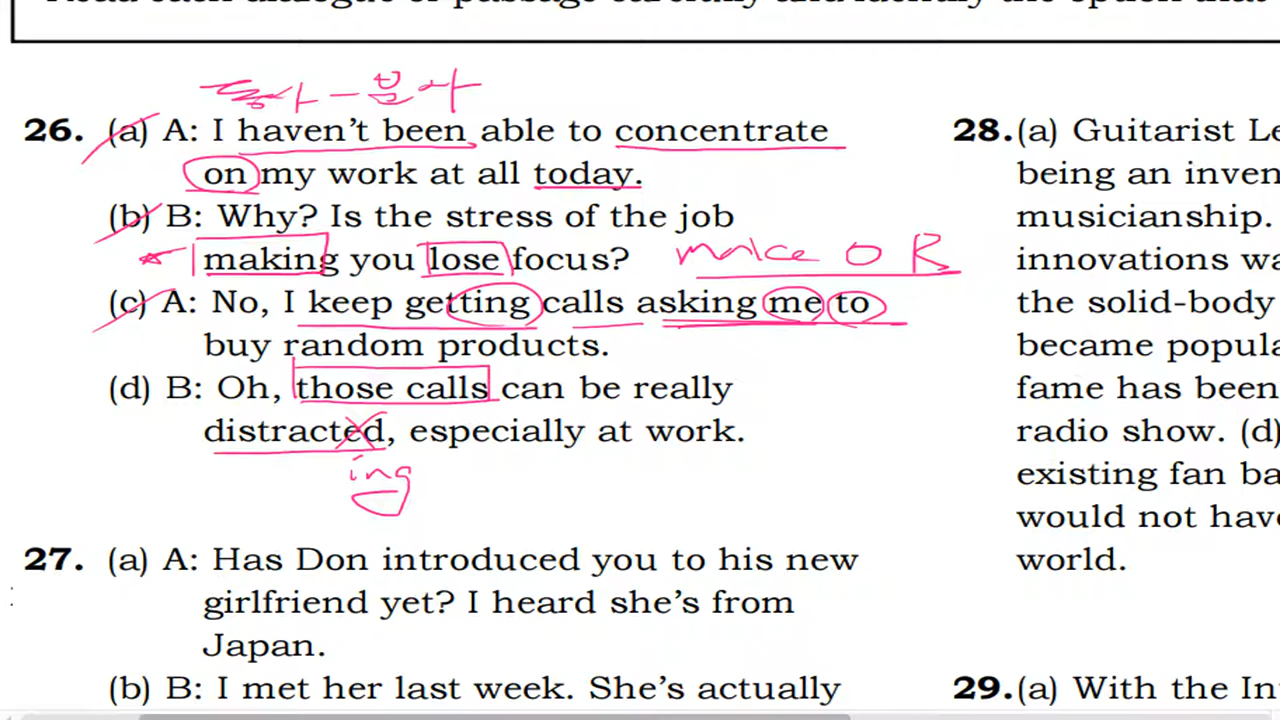 동사 - 분사
26. (a) A: I haven't been able to concentrate
on my work at all today.
(b) B: Why? Is the stress of the job
making you lose focus? make O R
(c) A: No, I keep getting calls asking me to
buy random products.
(d) B: Oh, those calls can be really
distracted, especially at work.
ing
27. (a) A: Has Don introduced you to his new
girlfriend yet? I heard she's from
Japan.
(b) B: I met her last week. She's actually
28. (a) Guitarist Le
being an inven
musicianship.
innovations wa
the solid-body
became popula
fame has been
radio show. (d)
existing fan ba
would not have
world.
29. (a) With the In